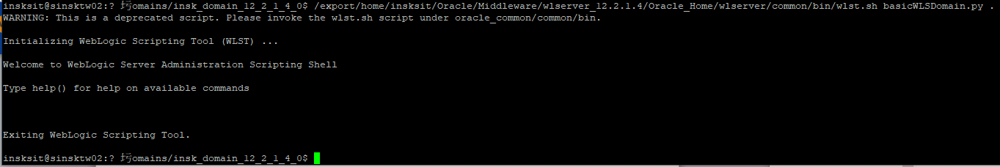 insksit@sinsktw02:? 圬omains/insk_domain_12_2_1_4_0$ /export/home/insksit/Oracle/Middleware/wlserver_12.2.1.4/Oracle_Home/wlserver/common/bin/wlst.sh basicWLSDomain.py .
WARNING: This is a deprecated script. Please invoke the wlst.sh script under oracle_common/common/bin.
Initializing WebLogic Scripting Tool (WLST) ...
Welcome to WebLogic Server Administration Scripting Shell
Type help() for help on available commands
Exiting WebLogic Scripting Tool.
insksit@sinsktw02:? 圬omains/insk_domain_12_2_1_4_0$